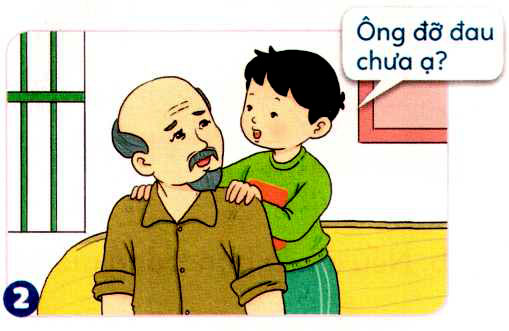 Ông đỡ đau
chưa ạ?
2